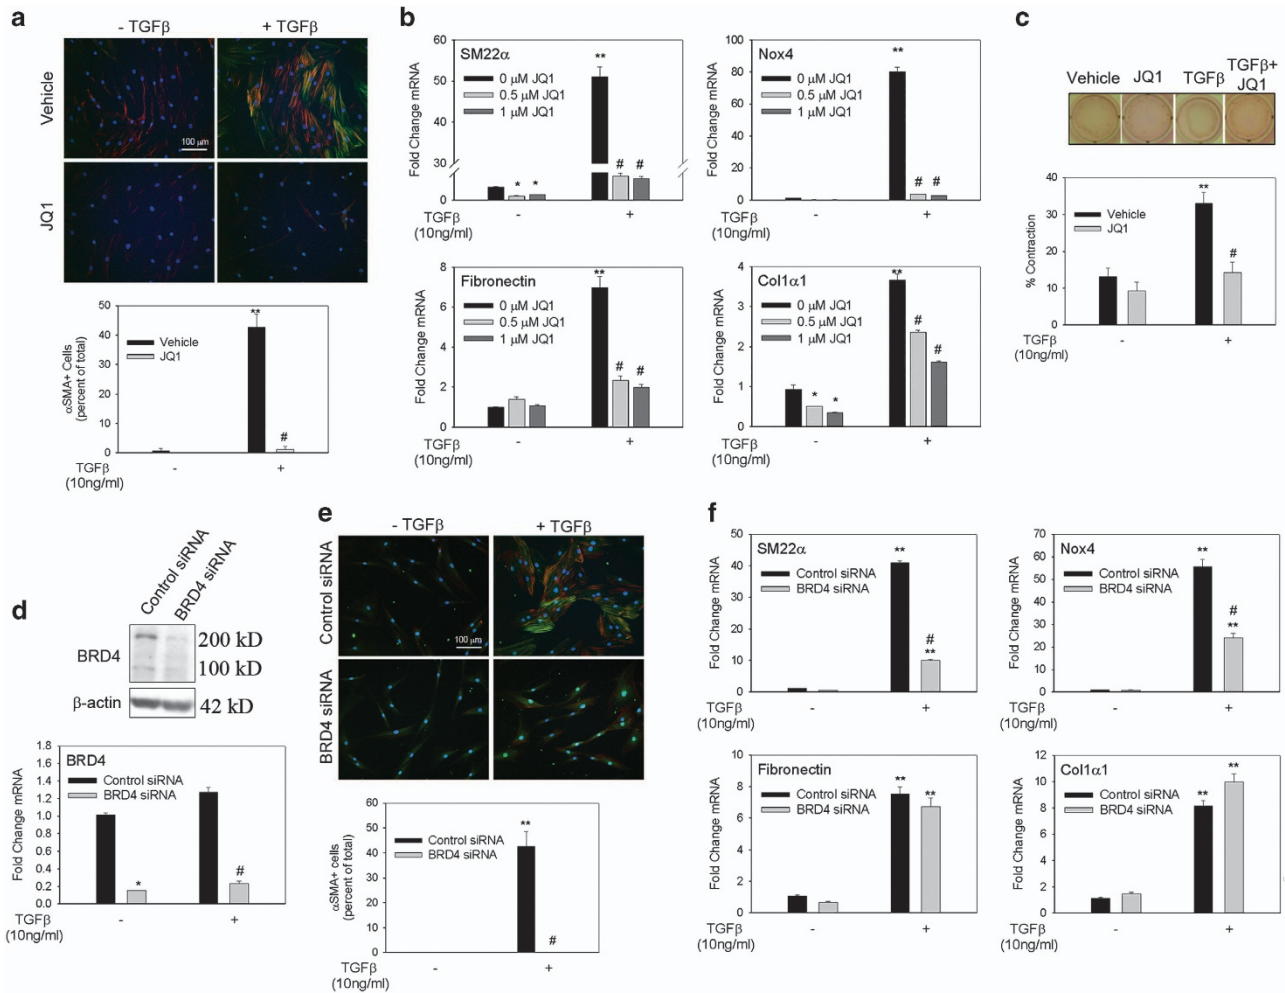 a
- TGFβ
+ TGFβ
Vehicle
100 μm
JQ1
αSMA+ Cells
(percent of total)
50
40
30
20
10
0
Vehicle
JQ1
**
#
TGFβ
(10ng/ml)
-
+
b
Fold Change mRNA
60
50
40
30
0
SM22α
0 μM JQ1
0.5 μM JQ1
1 μM JQ1
* *
**
# #
TGFβ
(10ng/ml)
-
+
Fold Change mRNA
100
80
60
40
20
0
Nox4
0 μM JQ1
0.5 μM JQ1
1 μM JQ1
**
# #
TGFβ
(10ng/ml)
-
+
Fold Change mRNA
8
6
4
2
0
Fibronectin
0 μM JQ1
0.5 μM JQ1
1 μM JQ1
**
# #
TGFβ
(10ng/ml)
-
+
Fold Change mRNA
4
3
2
1
0
Col1α1
0 μM JQ1
0.5 μM JQ1
1 μM JQ1
* *
**
#
#
TGFβ
(10ng/ml)
-
+
c
Vehicle JQ1 TGFβ TGFβ+
JQ1
% Contraction
40
30
20
10
0
Vehicle
JQ1
**
#
TGFβ
(10ng/ml)
-
+
d
Control siRNA
BRD4 siRNA
BRD4
200 kD
100 kD
β-actin
42 kD
Fold Change mRNA
1.8
1.6
1.4
1.2
1.0
0.8
0.6
0.4
0.2
0.0
BRD4
Control siRNA
BRD4 siRNA
*
#
TGFβ
(10ng/ml)
-
+
e
- TGFβ
+ TGFβ
Control siRNA
100 μm
BRD4 siRNA
αSMA+ cells
(percent of total)
60
50
40
30
20
10
0
Control siRNA
BRD4 siRNA
**
#
TGFβ
(10ng/ml)
-
+
f
Fold Change mRNA
50
40
30
20
10
0
SM22α
Control siRNA
BRD4 siRNA
**
#
**
TGFβ
(10ng/ml)
-
+
Fold Change mRNA
70
60
50
40
30
20
10
0
Nox4
Control siRNA
BRD4 siRNA
**
#
**
TGFβ
(10ng/ml)
-
+
Fold Change mRNA
10
8
6
4
2
0
Fibronectin
Control siRNA
BRD4 siRNA
**
**
TGFβ
(10ng/ml)
-
+
Fold Change mRNA
12
10
8
6
4
2
0
Col1α1
Control siRNA
BRD4 siRNA
**
**
TGFβ
(10ng/ml)
-
+